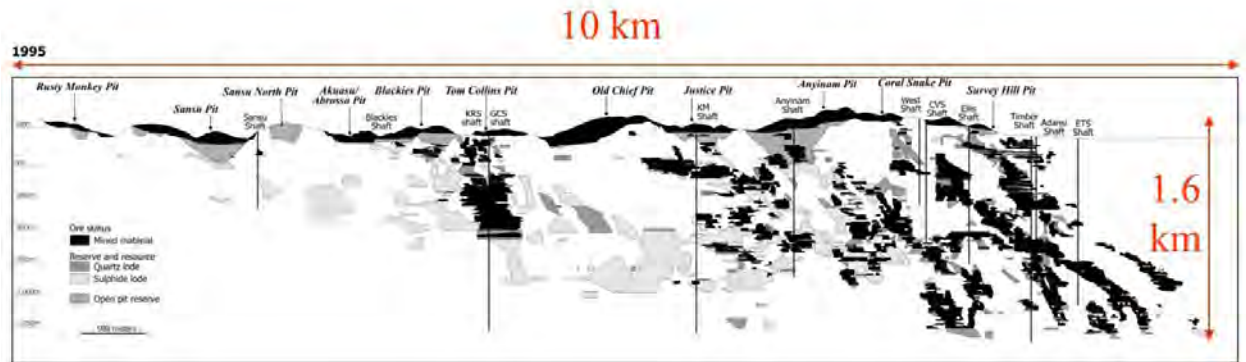 10 km
1995
Rusty Monkey Pit
Sansu Pit
Sansu North Pit
Akuasu/
Abrossa Pit
Blackies Pit
Tom Collins Pit
Old Chief Pit
Justice Pit
Anyinam Pit
Coral Snake Pit
Survey Hill Pit
Sansu
Shaft
Blackies
Shaft
KRS
shaft
GCS
shaft
KM
Shaft
Anyinam
Shaft
West
Shaft
CVS
Shaft
Ellis
Shaft
Timber
Shaft
Adansi
Shaft
ETS
Shaft
1.6
km
Ore status
Mixed material
Reserve and resource
Quartz lode
Sulphide lode
Open pit reserve